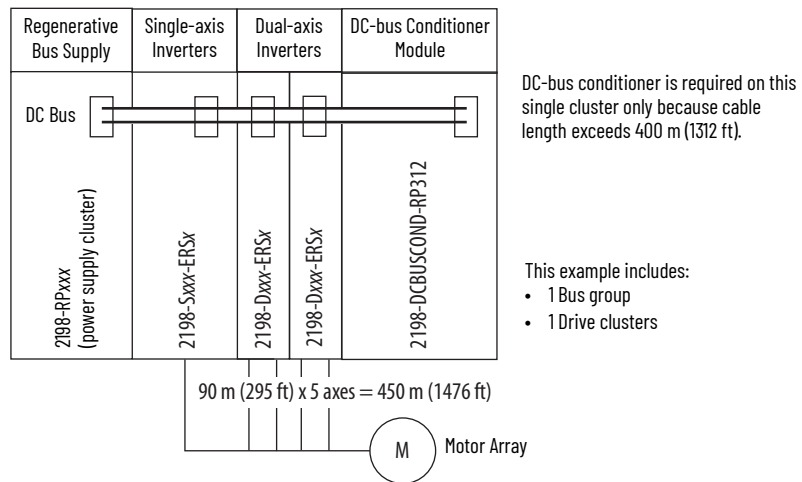 Regenerative
Bus Supply
Single-axis
Inverters
Dual-axis
Inverters
DC-bus Conditioner
Module
DC Bus
2198-RPxxx
(power supply cluster)
2198-Sxxx-ERSx
2198-Dxxx-ERSx
2198-Dxxx-ERSx
2198-DCBUSCOND-RP312
DC-bus conditioner is required on this
single cluster only because cable
length exceeds 400 m (1312 ft).
This example includes:
• 1 Bus group
• 1 Drive clusters
90 m (295 ft) x 5 axes = 450 m (1476 ft)
M
Motor Array